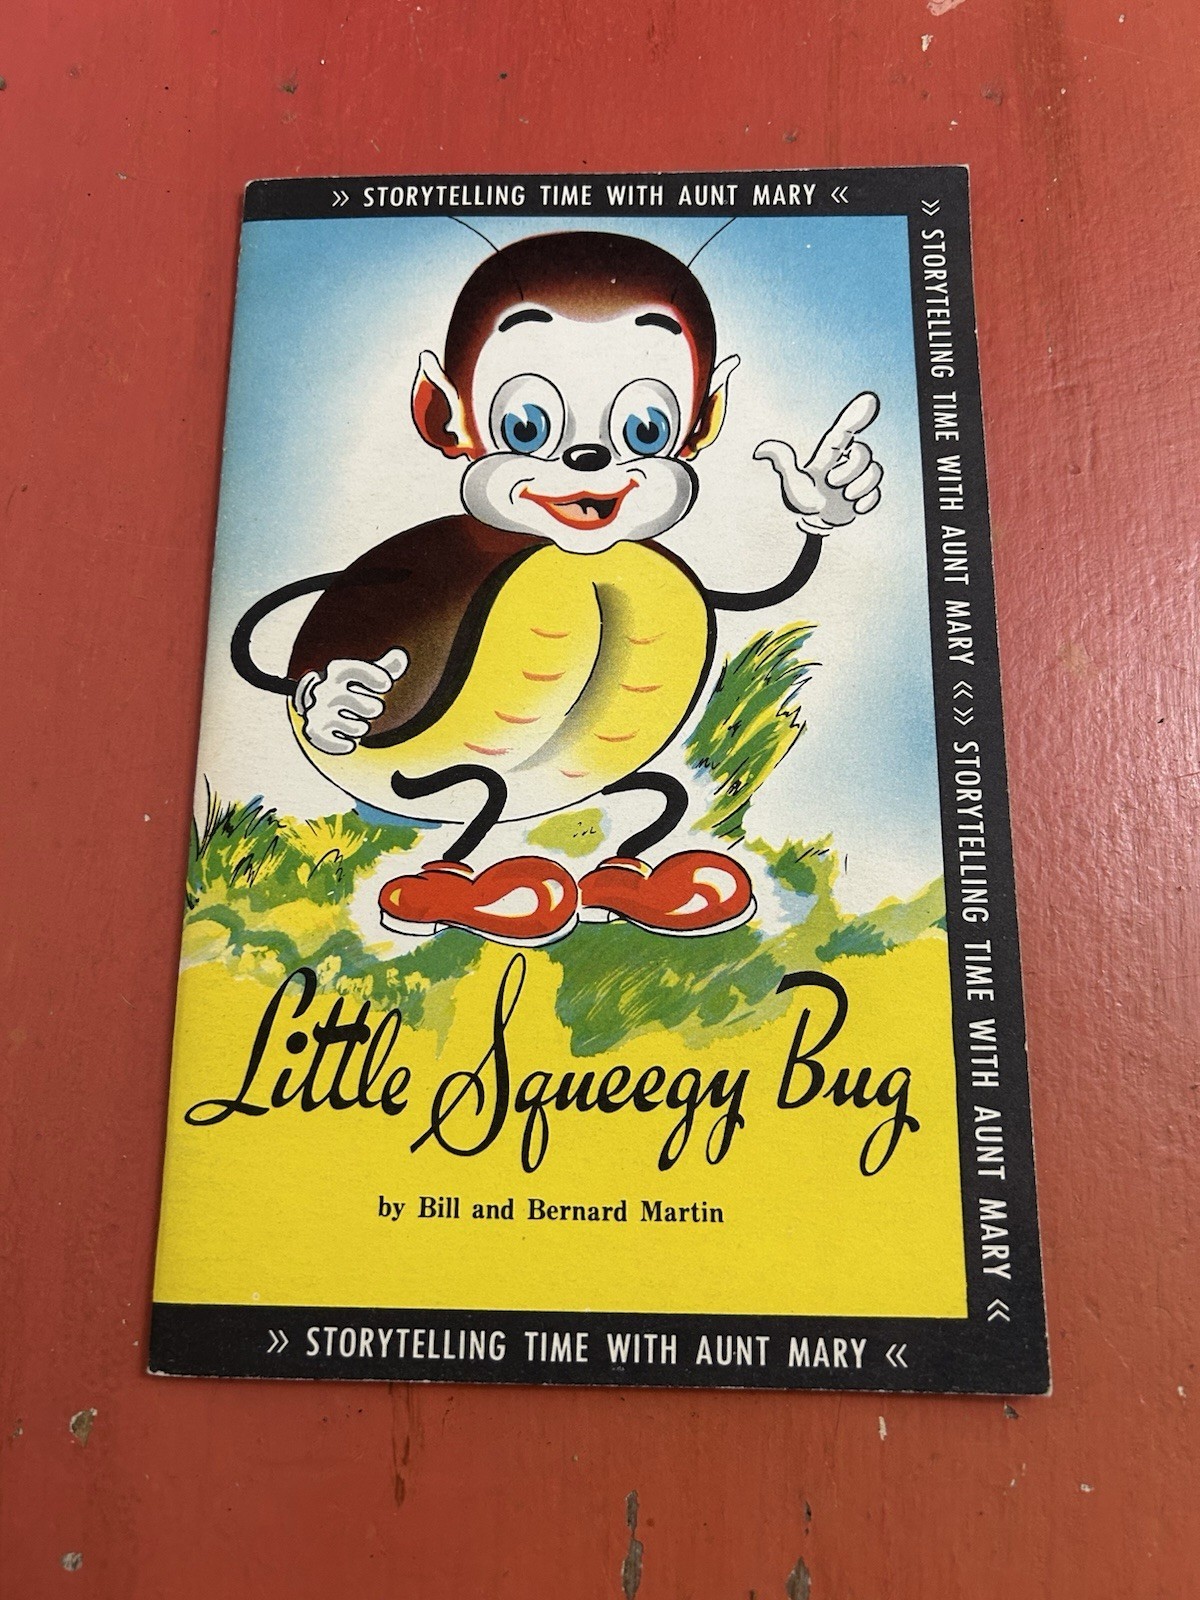 » STORYTELLING TIME WITH AUNT MARY «
» STORYTELLING TIME WITH AUNT MARY « » STORYTELLING TIME WITH AUNT MARY «
Little Squeegy Bug
by Bill and Bernard Martin
» STORYTELLING TIME WITH AUNT MARY «